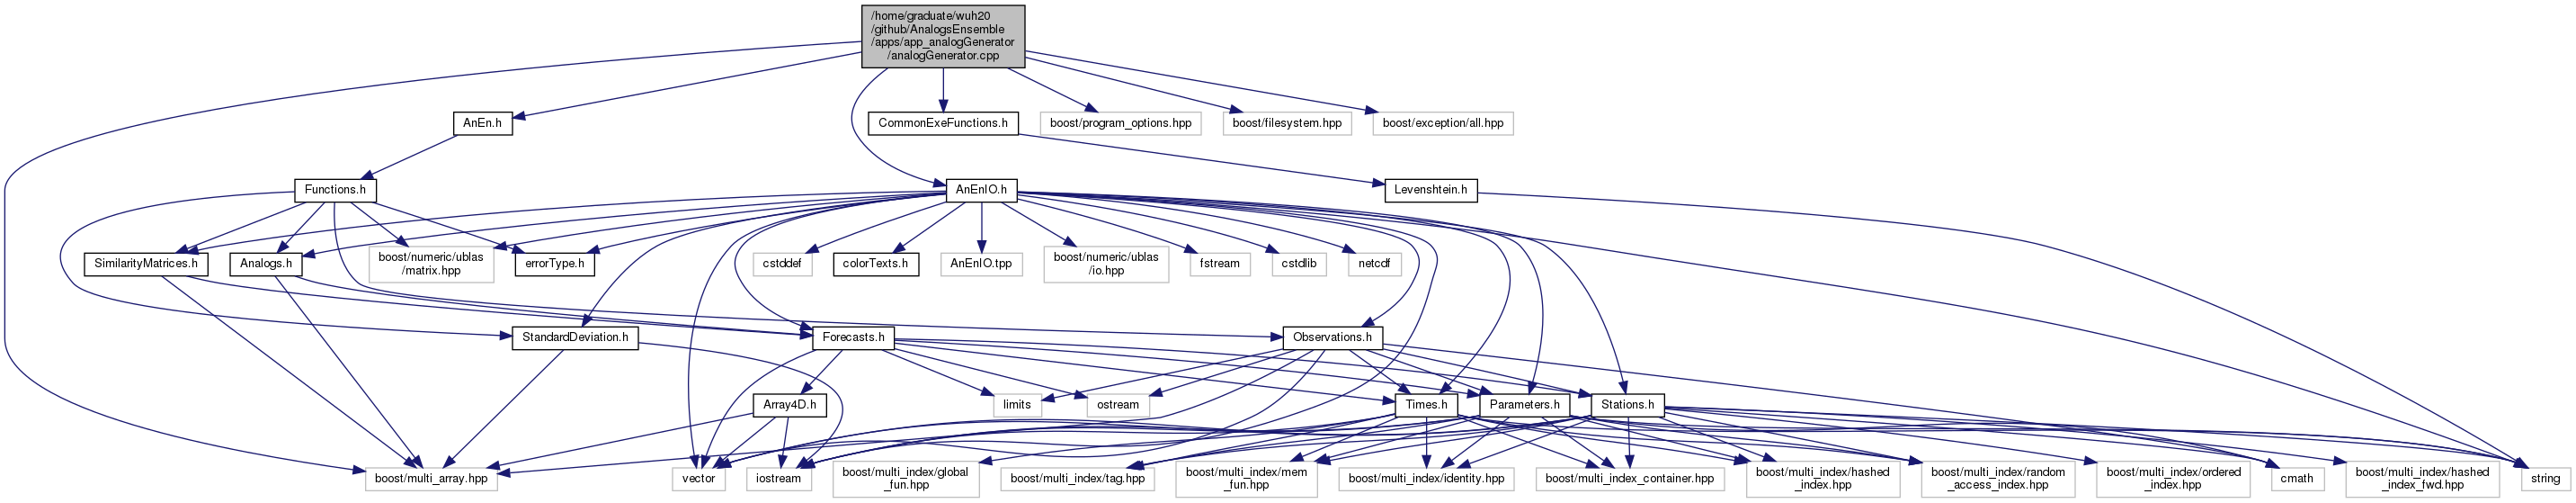 /home/graduate/wuh20
/github/AnalogsEnsemble
/apps/app_analogGenerator
/analogGenerator.cpp
AnEn.h
CommonExeFunctions.h
boost/program_options.hpp
boost/filesystem.hpp
boost/exception/all.hpp
Functions.h
AnEnIO.h
Levenshtein.h
SimilarityMatrices.h
Analogs.h
boost/numeric/ublas
/matrix.hpp
errorType.h
cstddef
colorTexts.h
AnEnIO.tpp
boost/numeric/ublas
/io.hpp
fstream
cstdlib
netcdf
StandardDeviation.h
Forecasts.h
Observations.h
Array4D.h
limits
ostream
Times.h
Parameters.h
Stations.h
boost/multi_array.hpp
vector
iostream
boost/multi_index/global
_fun.hpp
boost/multi_index/tag.hpp
boost/multi_index/mem
_fun.hpp
boost/multi_index/identity.hpp
boost/multi_index_container.hpp
boost/multi_index/hashed
_index.hpp
boost/multi_index/random
_access_index.hpp
boost/multi_index/ordered
_index.hpp
cmath
boost/multi_index/hashed
_index_fwd.hpp
string